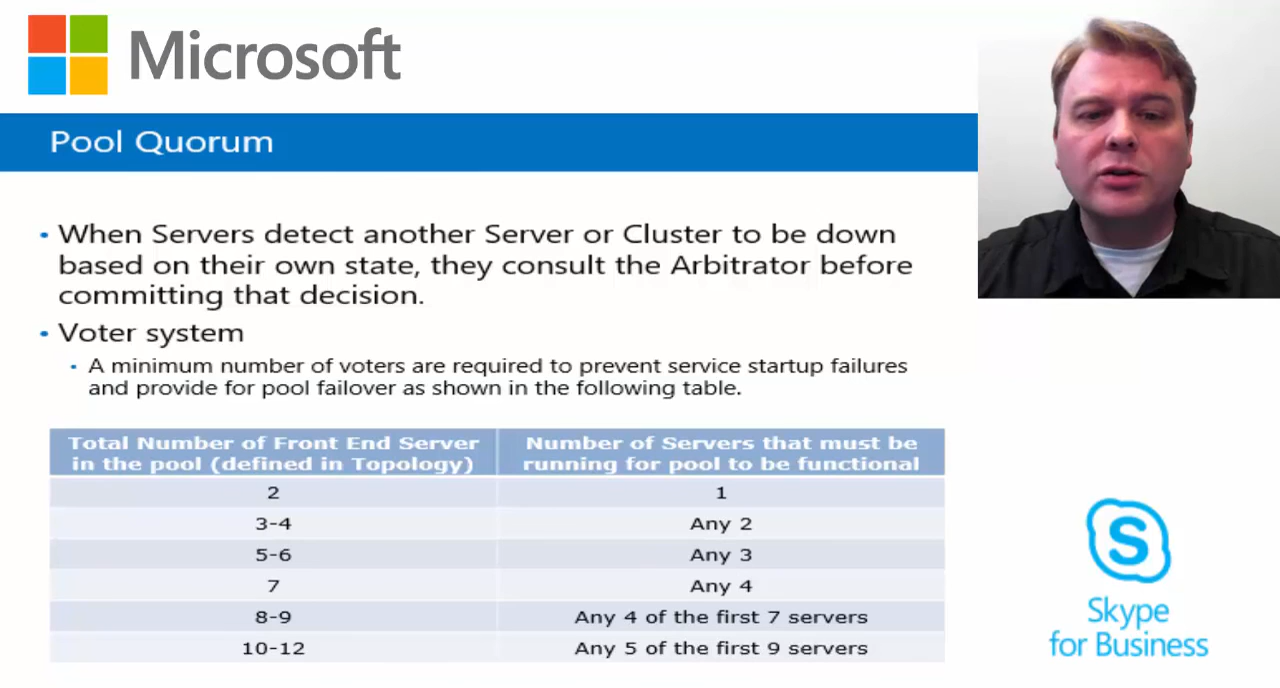 Microsoft
Pool Quorum
• When Servers detect another Server or Cluster to be down
based on their own state, they consult the Arbitrator before
committing that decision.
• Voter system
• A minimum number of voters are required to prevent service startup failures
and provide for pool failover as shown in the following table.
Total Number of Front End Server
in the pool (defined in Topology)
Number of Servers that must be
running for pool to be functional
2 1
3-4 Any 2
5-6 Any 3
7 Any 4
8-9 Any 4 of the first 7 servers
10-12 Any 5 of the first 9 servers
S
Skype
for Business